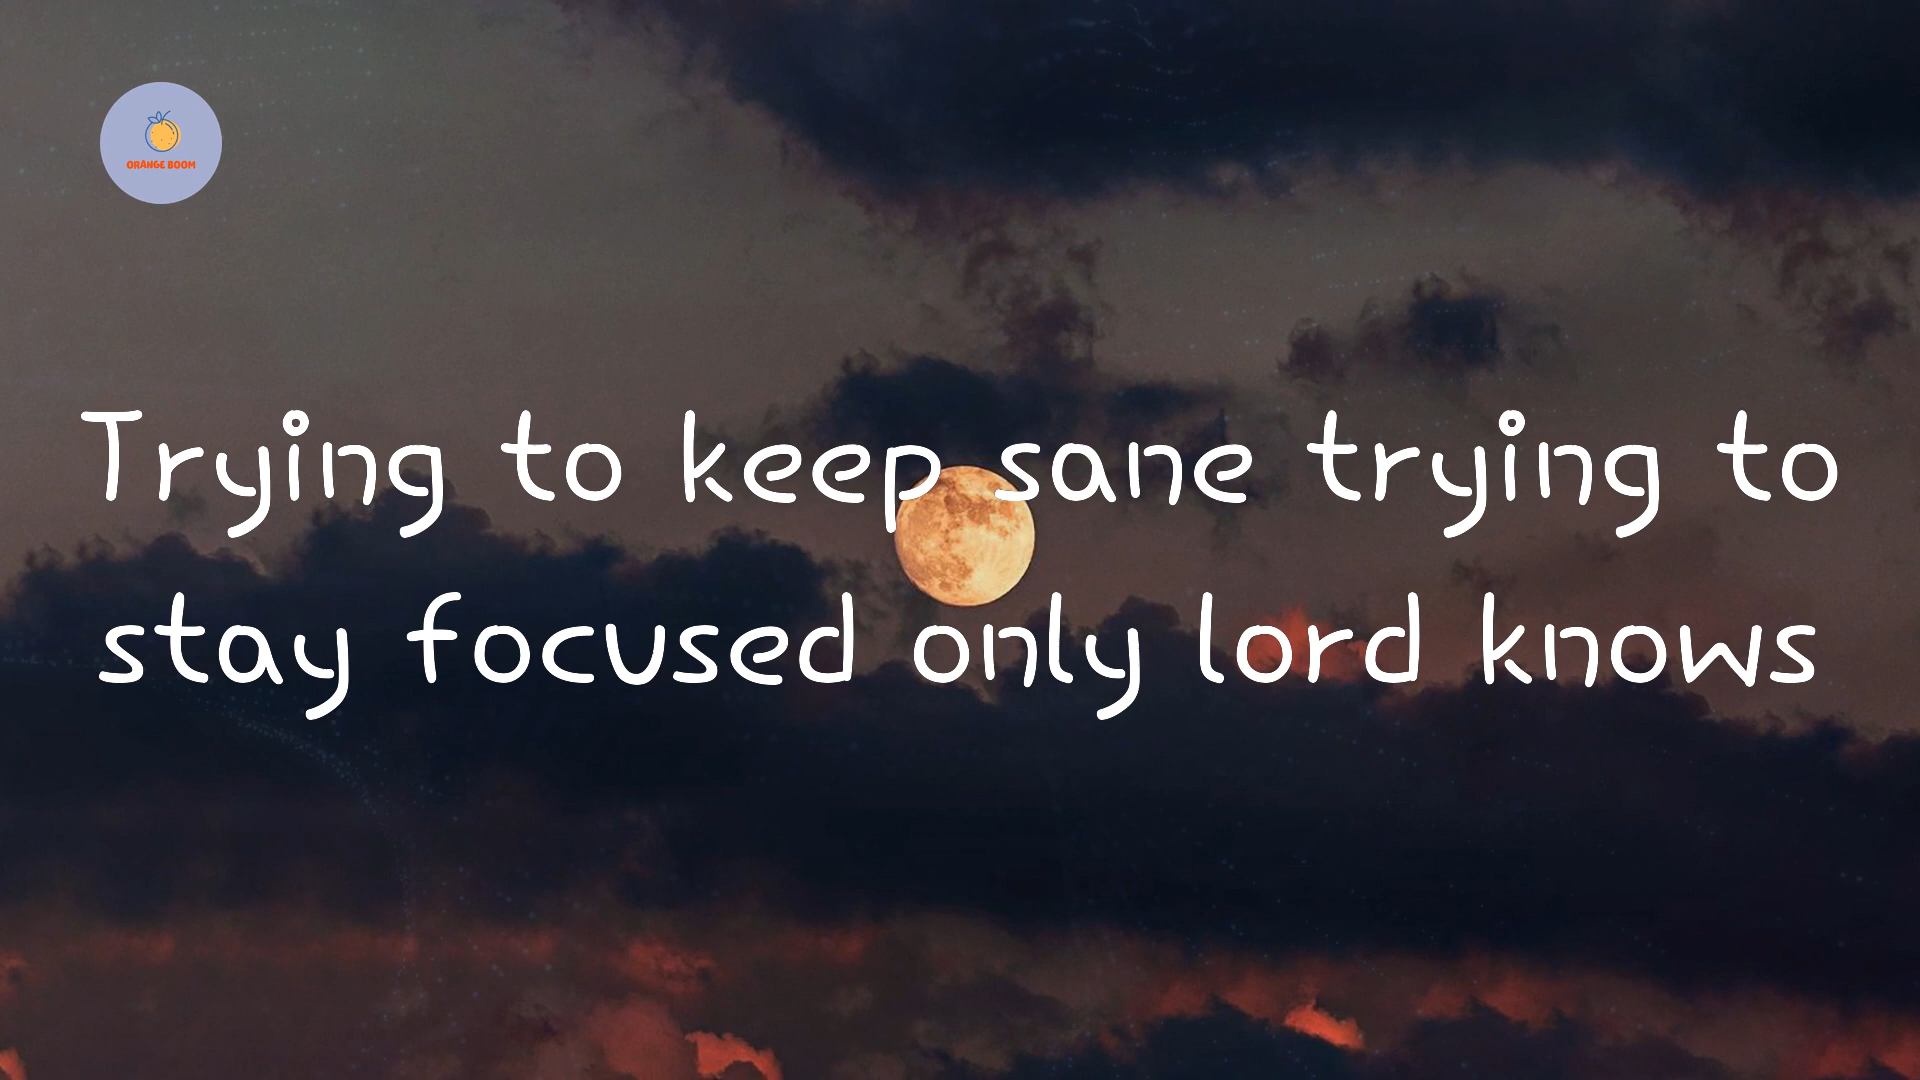 ORANGE BOOM
Trying to keep sane trying to
stay focused only lord knows